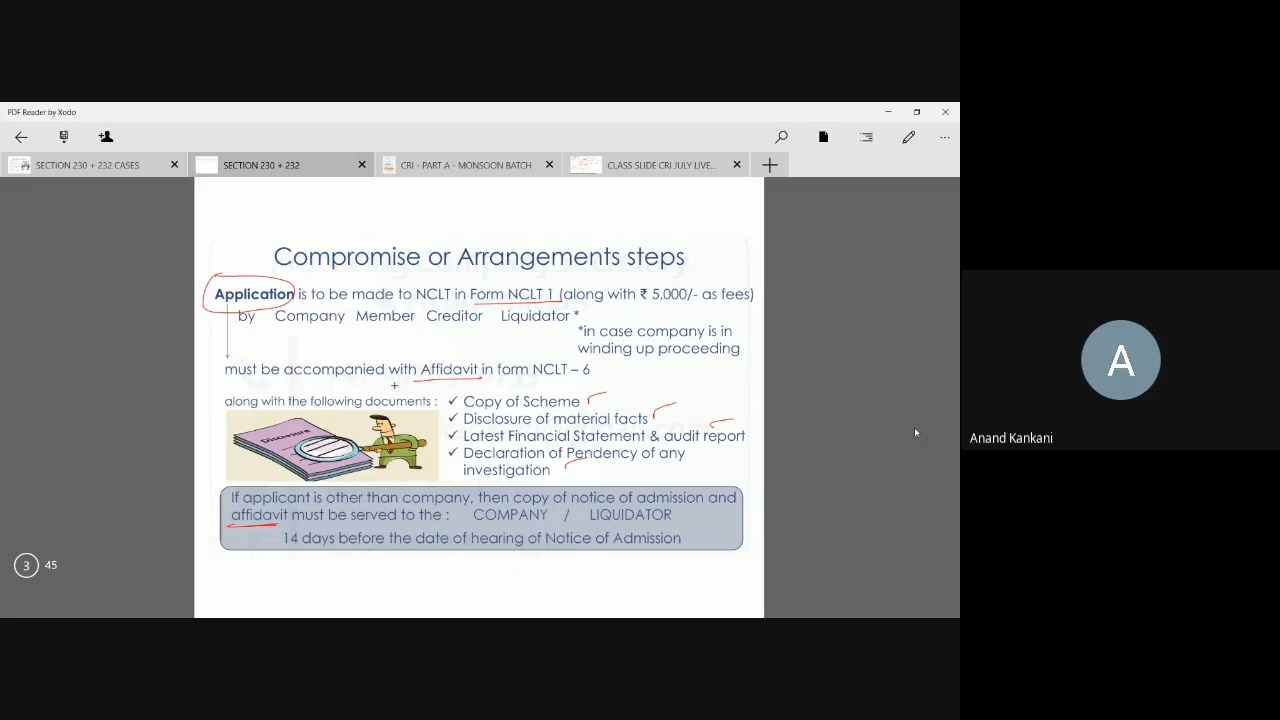 PDF Reader by Xodo
SECTION 230 + 232 CASES
SECTION 230 + 232
CRI - PART A - MONSOON BATCH
CLASS SLIDE CRI JULY LIVE...
Compromise or Arrangements steps
Application is to be made to NCLT in Form NCLT 1 (along with ₹ 5,000/- as fees)
by Company Member Creditor Liquidator *
*in case company is in
winding up proceeding
must be accompanied with Affidavit in form NCLT – 6
+
along with the following documents :
✓ Copy of Scheme
✓ Disclosure of material facts
✓ Latest Financial Statement & audit report
✓ Declaration of Pendency of any
investigation
Disclosure
If applicant is other than company, then copy of notice of admission and
affidavit must be served to the : COMPANY / LIQUIDATOR
14 days before the date of hearing of Notice of Admission
3 45
A
Anand Kankani